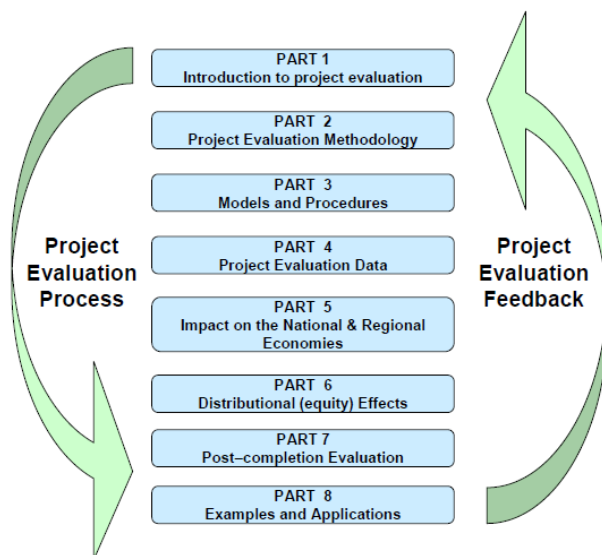 PART 1
Introduction to project evaluation
PART 2
Project Evaluation Methodology
PART 3
Models and Procedures
Project
Evaluation
Process
PART 4
Project Evaluation Data
Project
Evaluation
Feedback
PART 5
Impact on the National & Regional
Economies
PART 6
Distributional (equity) Effects
PART 7
Post–completion Evaluation
PART 8
Examples and Applications